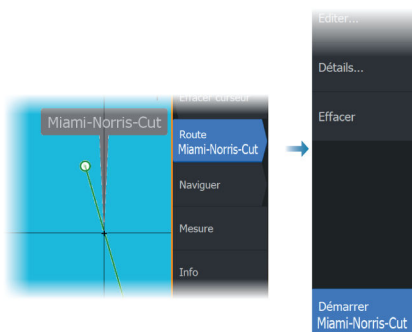 Miami-Norris-Cut
Effacer curseur
Route
Miami-Norris-Cut
Naviguer
Mesure
Info
Editer...
Détails...
Effacer
Démarrer
Miami-Norris-Cut